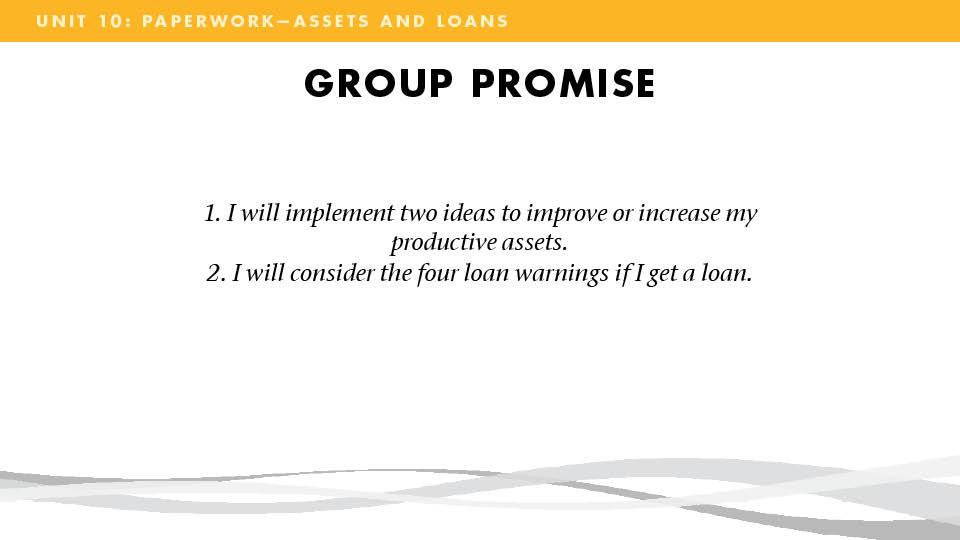 UNIT 10: PAPERWORK—ASSETS AND LOANS
GROUP PROMISE
1. I will implement two ideas to improve or increase my
productive assets.
2. I will consider the four loan warnings if I get a loan.